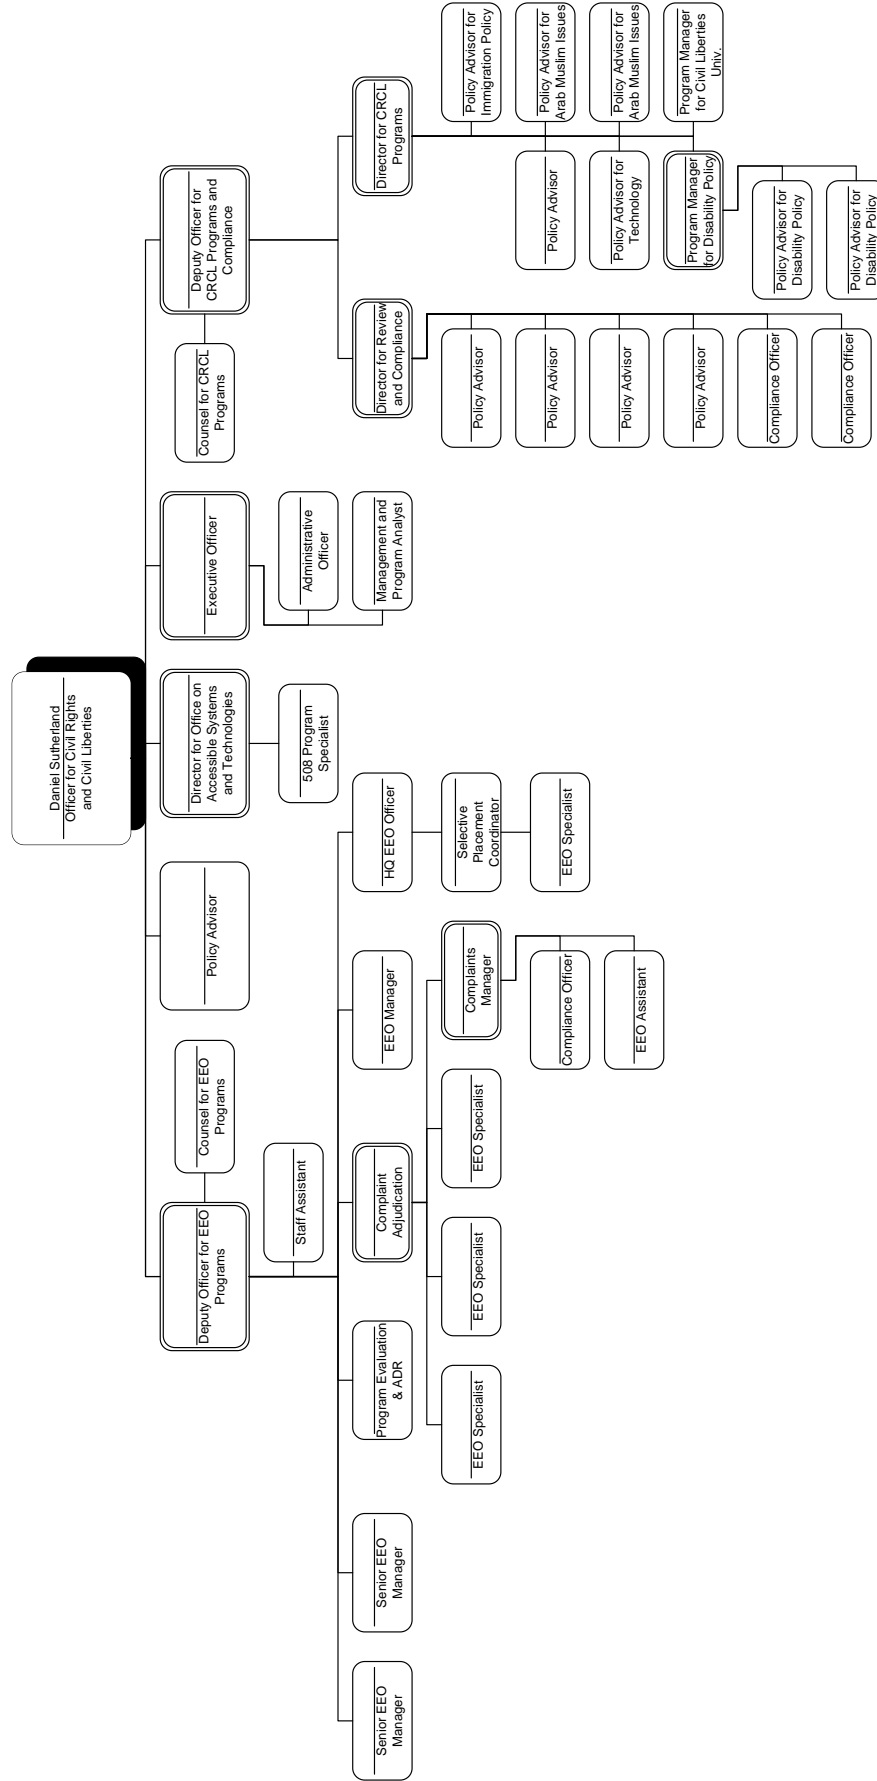 Daniel Sutherland
Officer for Civil Rights
and Civil Liberties
Deputy Officer for EEO
Programs
Counsel for EEO
Programs
Policy Advisor
Director for Office on
Accessible Systems
and Technologies
Executive Officer
Counsel for CRCL
Programs
Deputy Officer for
CRCL Programs and
Compliance
Staff Assistant
508 Program
Specialist
Administrative
Officer
Management and
Program Analyst
Senior EEO
Manager
Senior EEO
Manager
Program Evaluation
& ADR
Complaint
Adjudication
EEO Manager
HQ EEO Officer
EEO Specialist
EEO Specialist
EEO Specialist
Complaints
Manager
Compliance Officer
EEO Assistant
Selective
Placement
Coordinator
EEO Specialist
Director for Review
and Compliance
Policy Advisor
Policy Advisor
Policy Advisor
Policy Advisor
Compliance Officer
Compliance Officer
Director for CRCL
Programs
Policy Advisor for
Immigration Policy
Policy Advisor
Policy Advisor for
Arab Muslim Issues
Policy Advisor for
Technology
Policy Advisor for
Arab Muslim Issues
Program Manager
for Disability Policy
Program Manager
for Civil Liberties
Univ.
Policy Advisor for
Disability Policy
Policy Advisor for
Disability Policy